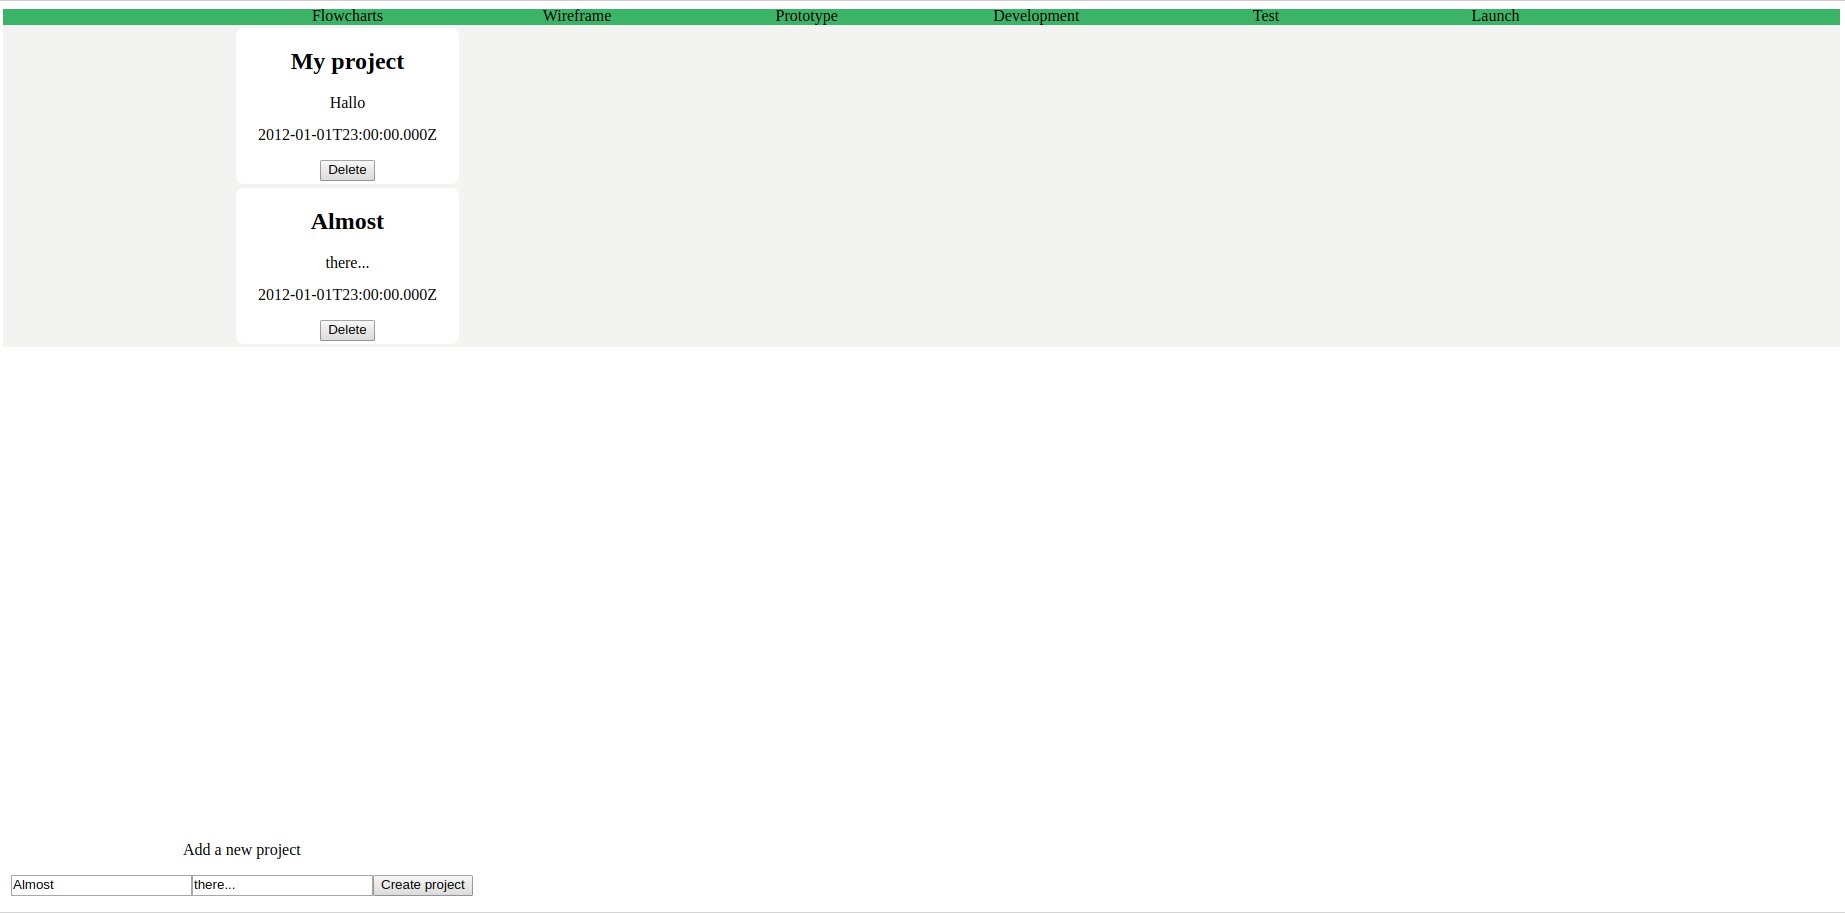 Flowcharts Wireframe Prototype Development Test Launch
My project
Hallo
2012-01-01T23:00:00.000Z
Delete
Almost
there...
2012-01-01T23:00:00.000Z
Delete
Add a new project
Almost there... Create project